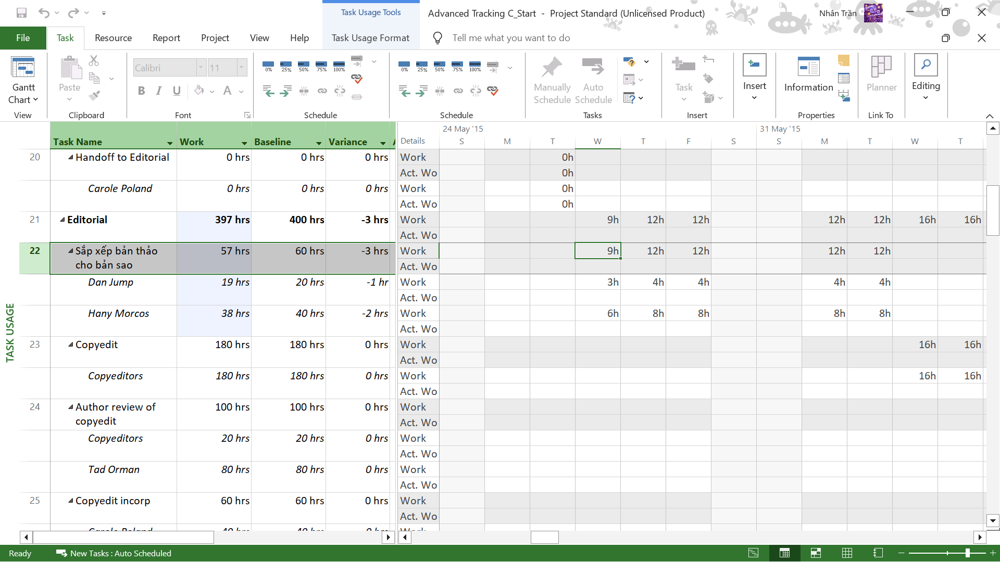 Task Usage Tools
Advanced Tracking C_Start - Project Standard (Unlicensed Product)
Nhân Trần
File Task Resource Report Project View Help Task Usage Format Tell me what you want to do
Gantt Chart
View
Paste
Clipboard
Calibri 11
B I U A
Font
0% 25% 50% 75% 100%
Schedule
0% 25% 50% 75% 100%
Schedule
Manually Schedule
Auto Schedule
Tasks
Task
Insert
Insert
Information
Properties
Planner
Link To
Editing
24 May '15 31 May '15
Task Name Work Baseline Variance Details S M T W T F S S M T W T
20 Handoff to Editorial 0 hrs 0 hrs 0 hrs Work 0h
Act. Wo 0h
Carole Poland 0 hrs 0 hrs 0 hrs Work 0h
Act. Wo 0h
21 Editorial 397 hrs 400 hrs -3 hrs Work 9h 12h 12h 12h 12h 16h 16h
Act. Wo
22 Sắp xếp bản thảo 57 hrs 60 hrs -3 hrs Work 9h 12h 12h 12h 12h
cho bản sao Act. Wo
Dan Jump 19 hrs 20 hrs -1 hr Work 3h 4h 4h 4h 4h
Act. Wo
Hany Morcos 38 hrs 40 hrs -2 hrs Work 6h 8h 8h 8h 8h
Act. Wo
23 Copyedit 180 hrs 180 hrs 0 hrs Work 16h 16h
Act. Wo
Copyeditors 180 hrs 180 hrs 0 hrs Work 16h 16h
Act. Wo
24 Author review of 100 hrs 100 hrs 0 hrs Work
copyedit Act. Wo
Copyeditors 20 hrs 20 hrs 0 hrs Work
Act. Wo
Tad Orman 80 hrs 80 hrs 0 hrs Work
Act. Wo
25 Copyedit incorp 60 hrs 60 hrs 0 hrs Work
Act. Wo
TASK USAGE
Ready New Tasks : Auto Scheduled